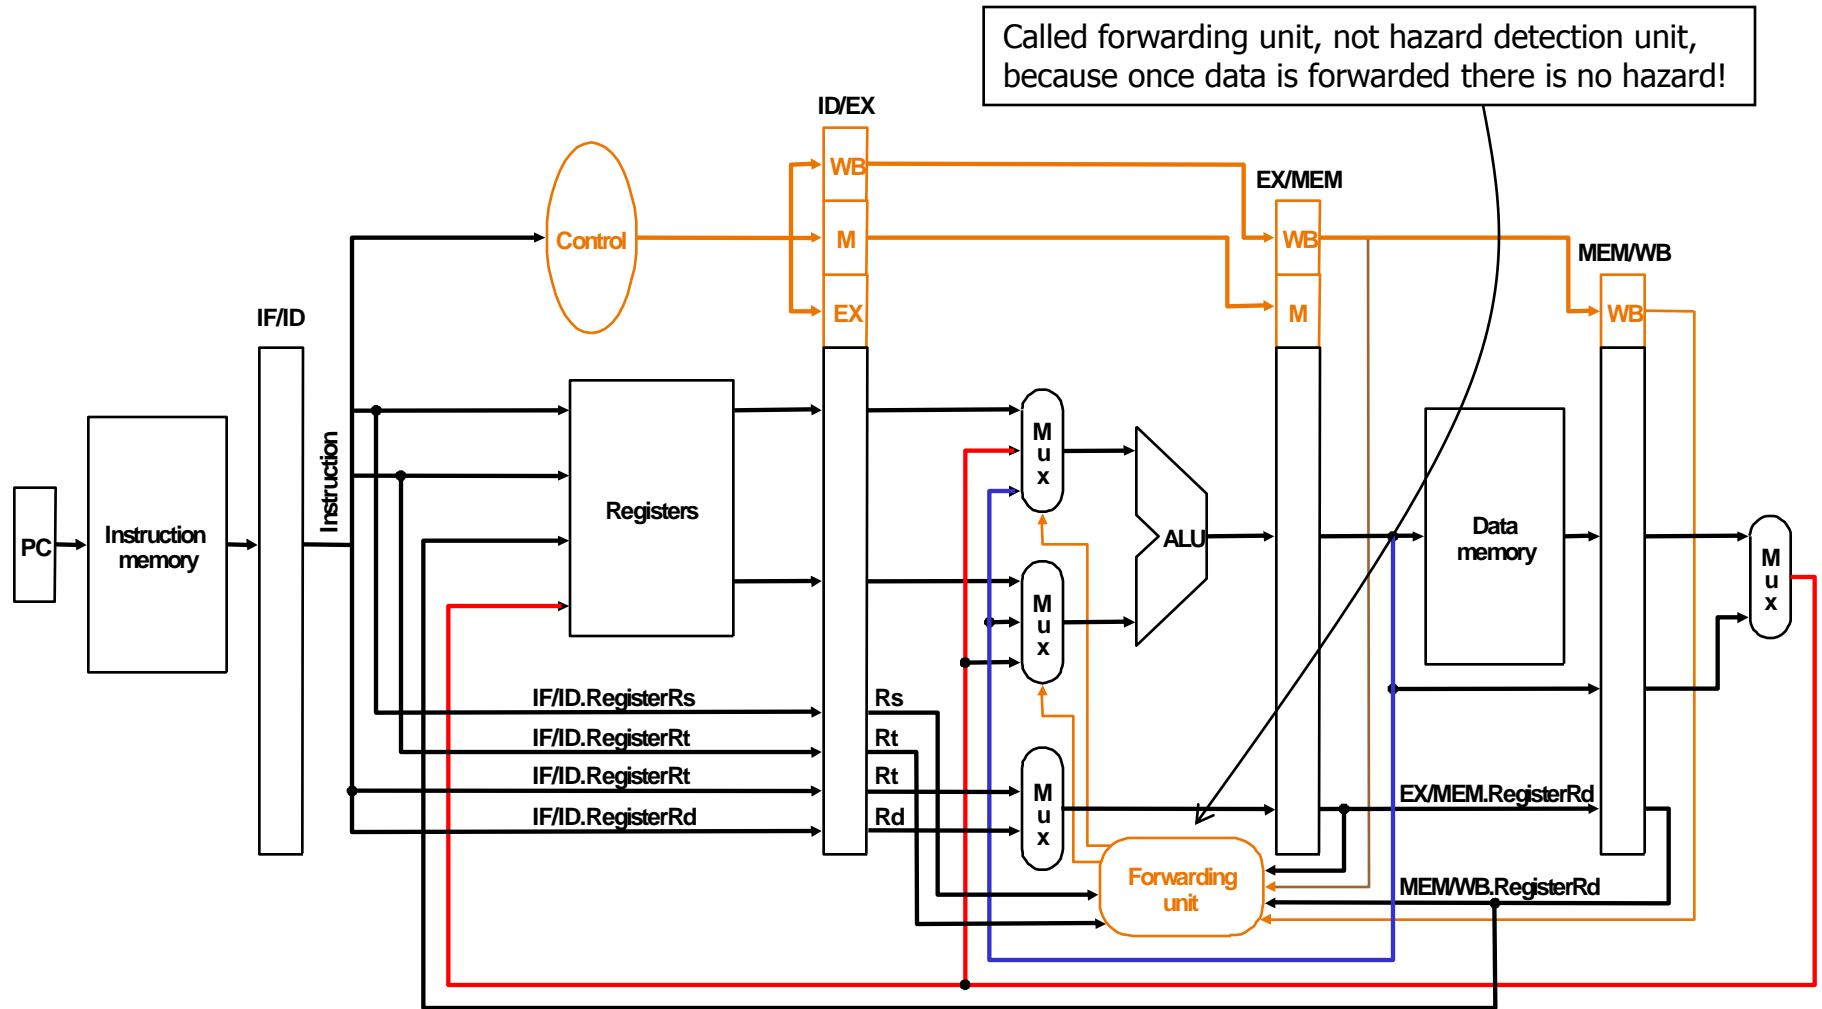 Called forwarding unit, not hazard detection unit,
because once data is forwarded there is no hazard!
ID/EX
WB
EX/MEM
Control
M
WB
MEM/WB
IF/ID
EX
M
WB
Instruction
M
u
x
Registers
PC
Instruction
memory
ALU
Data
memory
M
u
x
M
u
x
IF/ID.RegisterRs
Rs
IF/ID.RegisterRt
Rt
IF/ID.RegisterRt
Rt
IF/ID.RegisterRd
Rd
M
u
x
EX/MEM.RegisterRd
Forwarding
unit
MEM/WB.RegisterRd